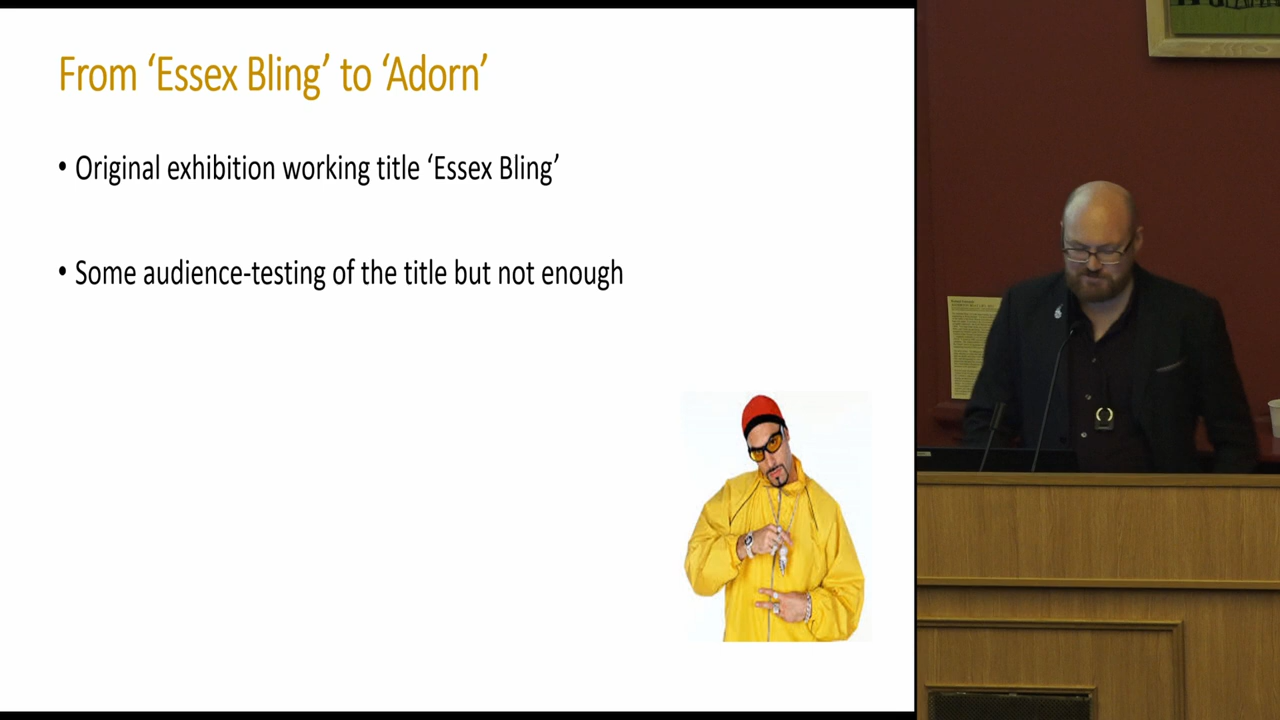 From ‘Essex Bling’ to ‘Adorn’
• Original exhibition working title ‘Essex Bling’
• Some audience-testing of the title but not enough